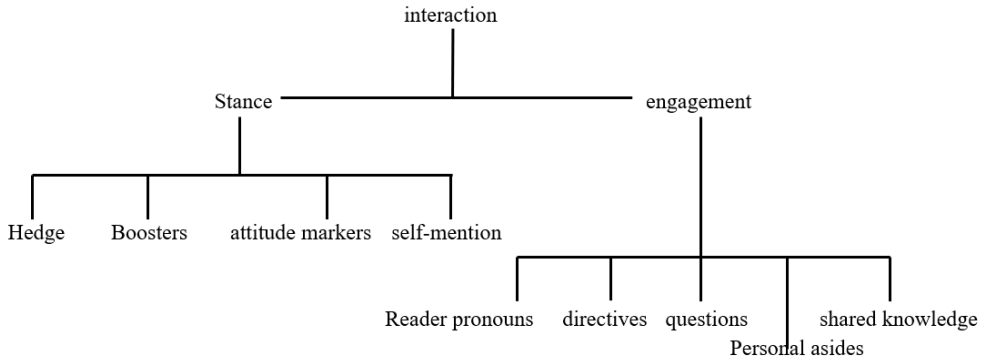 interaction
Stance engagement
Hedge Boosters attitude markers self-mention
Reader pronouns directives questions shared knowledge
Personal asides